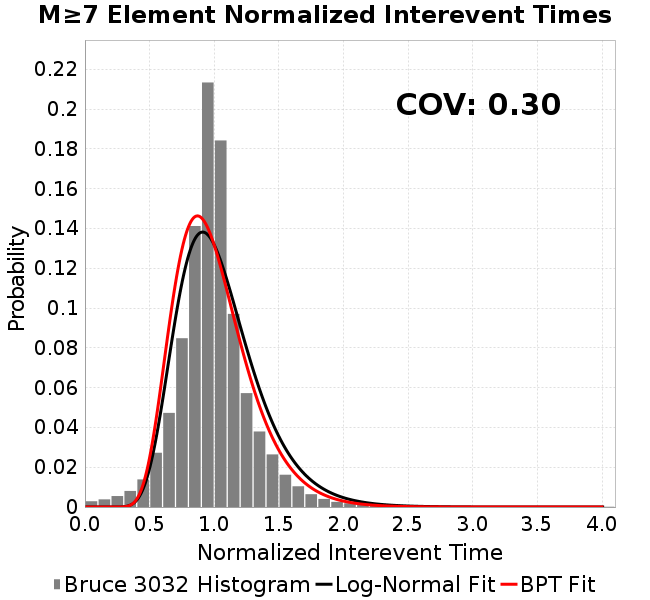 M≥7 Element Normalized Interevent Times
COV: 0.30
Probability
0.22
0.2
0.18
0.16
0.14
0.12
0.1
0.08
0.06
0.04
0.02
0
0.0 0.5 1.0 1.5 2.0 2.5 3.0 3.5 4.0
Normalized Interevent Time
Bruce 3032 Histogram Log-Normal Fit BPT Fit